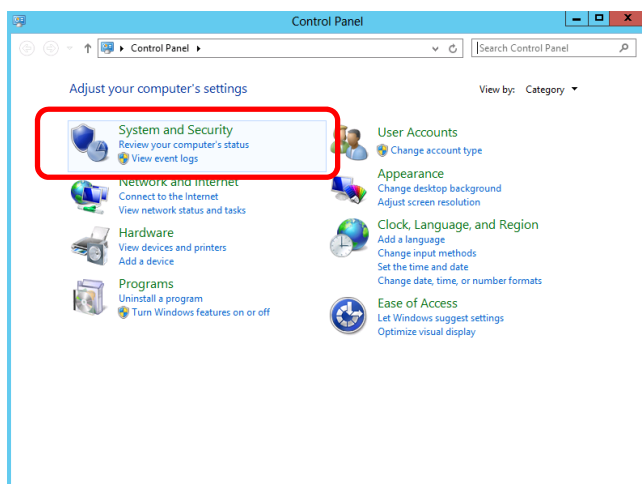 Control Panel
Control Panel
Search Control Panel
Adjust your computer's settings
View by: Category
System and Security
Review your computer's status
View event logs
Network and Internet
Connect to the Internet
View network status and tasks
Hardware
View devices and printers
Add a device
Programs
Uninstall a program
Turn Windows features on or off
User Accounts
Change account type
Appearance
Change desktop background
Adjust screen resolution
Clock, Language, and Region
Add a language
Change input methods
Set the time and date
Change date, time, or number formats
Ease of Access
Let Windows suggest settings
Optimize visual display